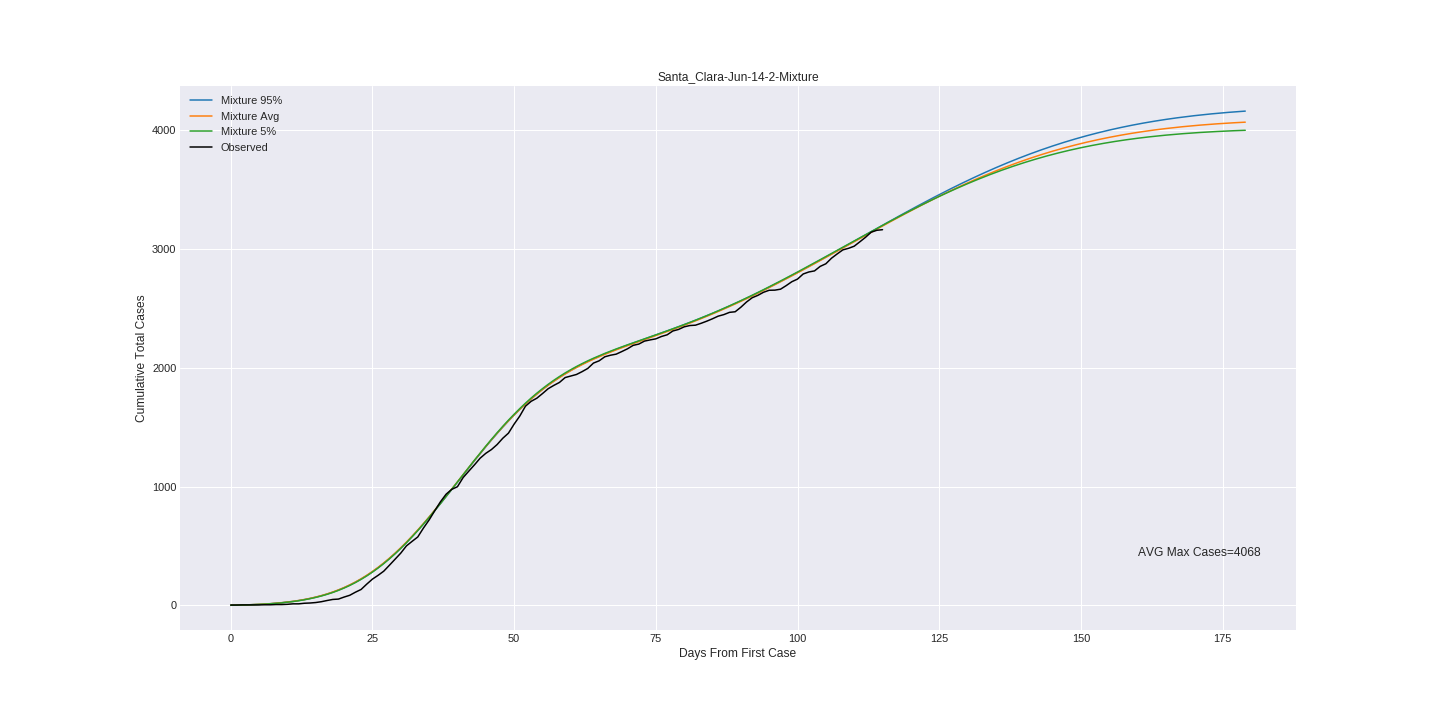 Santa_Clara-Jun-14-2-Mixture
Mixture 95%
Mixture Avg
Mixture 5%
Observed
4000
3000
2000
1000
0
Cumulative Total Cases
AVG Max Cases=4068
0 25 50 75 100 125 150 175
Days From First Case